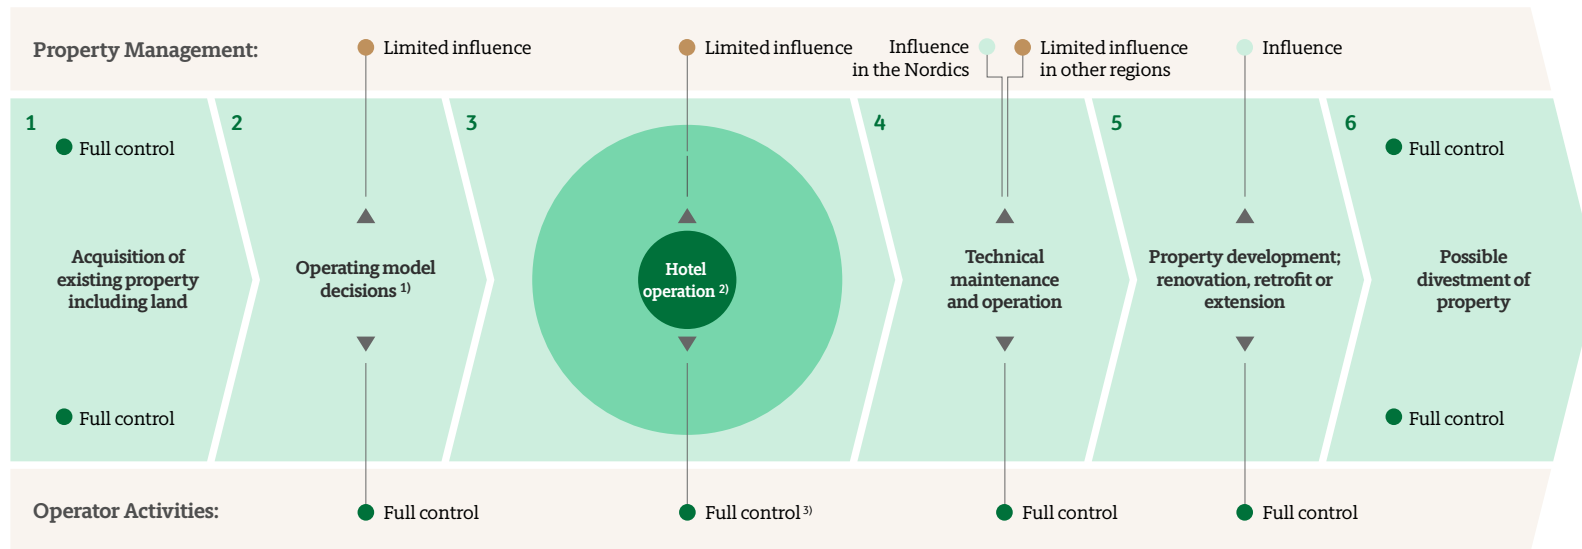 Property Management:
Limited influence
Limited influence
Influence
in the Nordics
Limited influence
in other regions
Influence
1
Full control
Acquisition of
existing property
including land
Full control
2
Operating model
decisions 1)
3
Hotel
operation 2)
4
Technical
maintenance
and operation
5
Property development;
renovation, retrofit or
extension
6
Full control
Possible
divestment of
property
Full control
Operator Activities:
Full control
Full control 3)
Full control
Full control